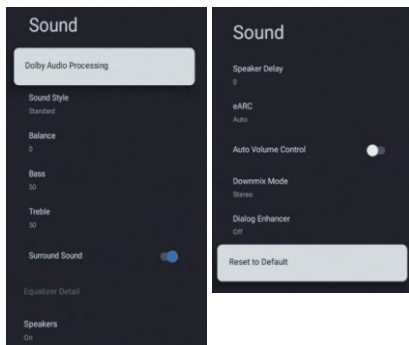 Sound
Dolby Audio Processing
Sound Style
Standard
Balance
0
Bass
50
Treble
50
Surround Sound
Equalizer Detail
Speakers
On
Sound
Speaker Delay
0
eARC
Auto
Auto Volume Control
Downmix Mode
Stereo
Dialog Enhancer
Off
Reset to Default